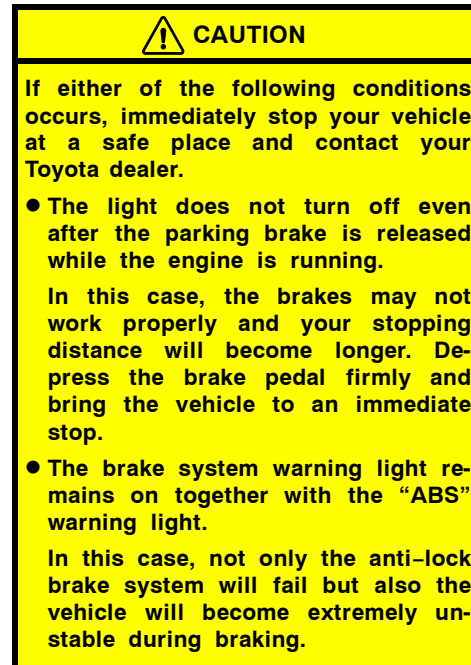 CAUTION
If either of the following conditions
occurs, immediately stop your vehicle
at a safe place and contact your
Toyota dealer.
● The light does not turn off even
after the parking brake is released
while the engine is running.
In this case, the brakes may not
work properly and your stopping
distance will become longer. De-
press the brake pedal firmly and
bring the vehicle to an immediate
stop.
● The brake system warning light re-
mains on together with the “ABS”
warning light.
In this case, not only the anti–lock
brake system will fail but also the
vehicle will become extremely un-
stable during braking.